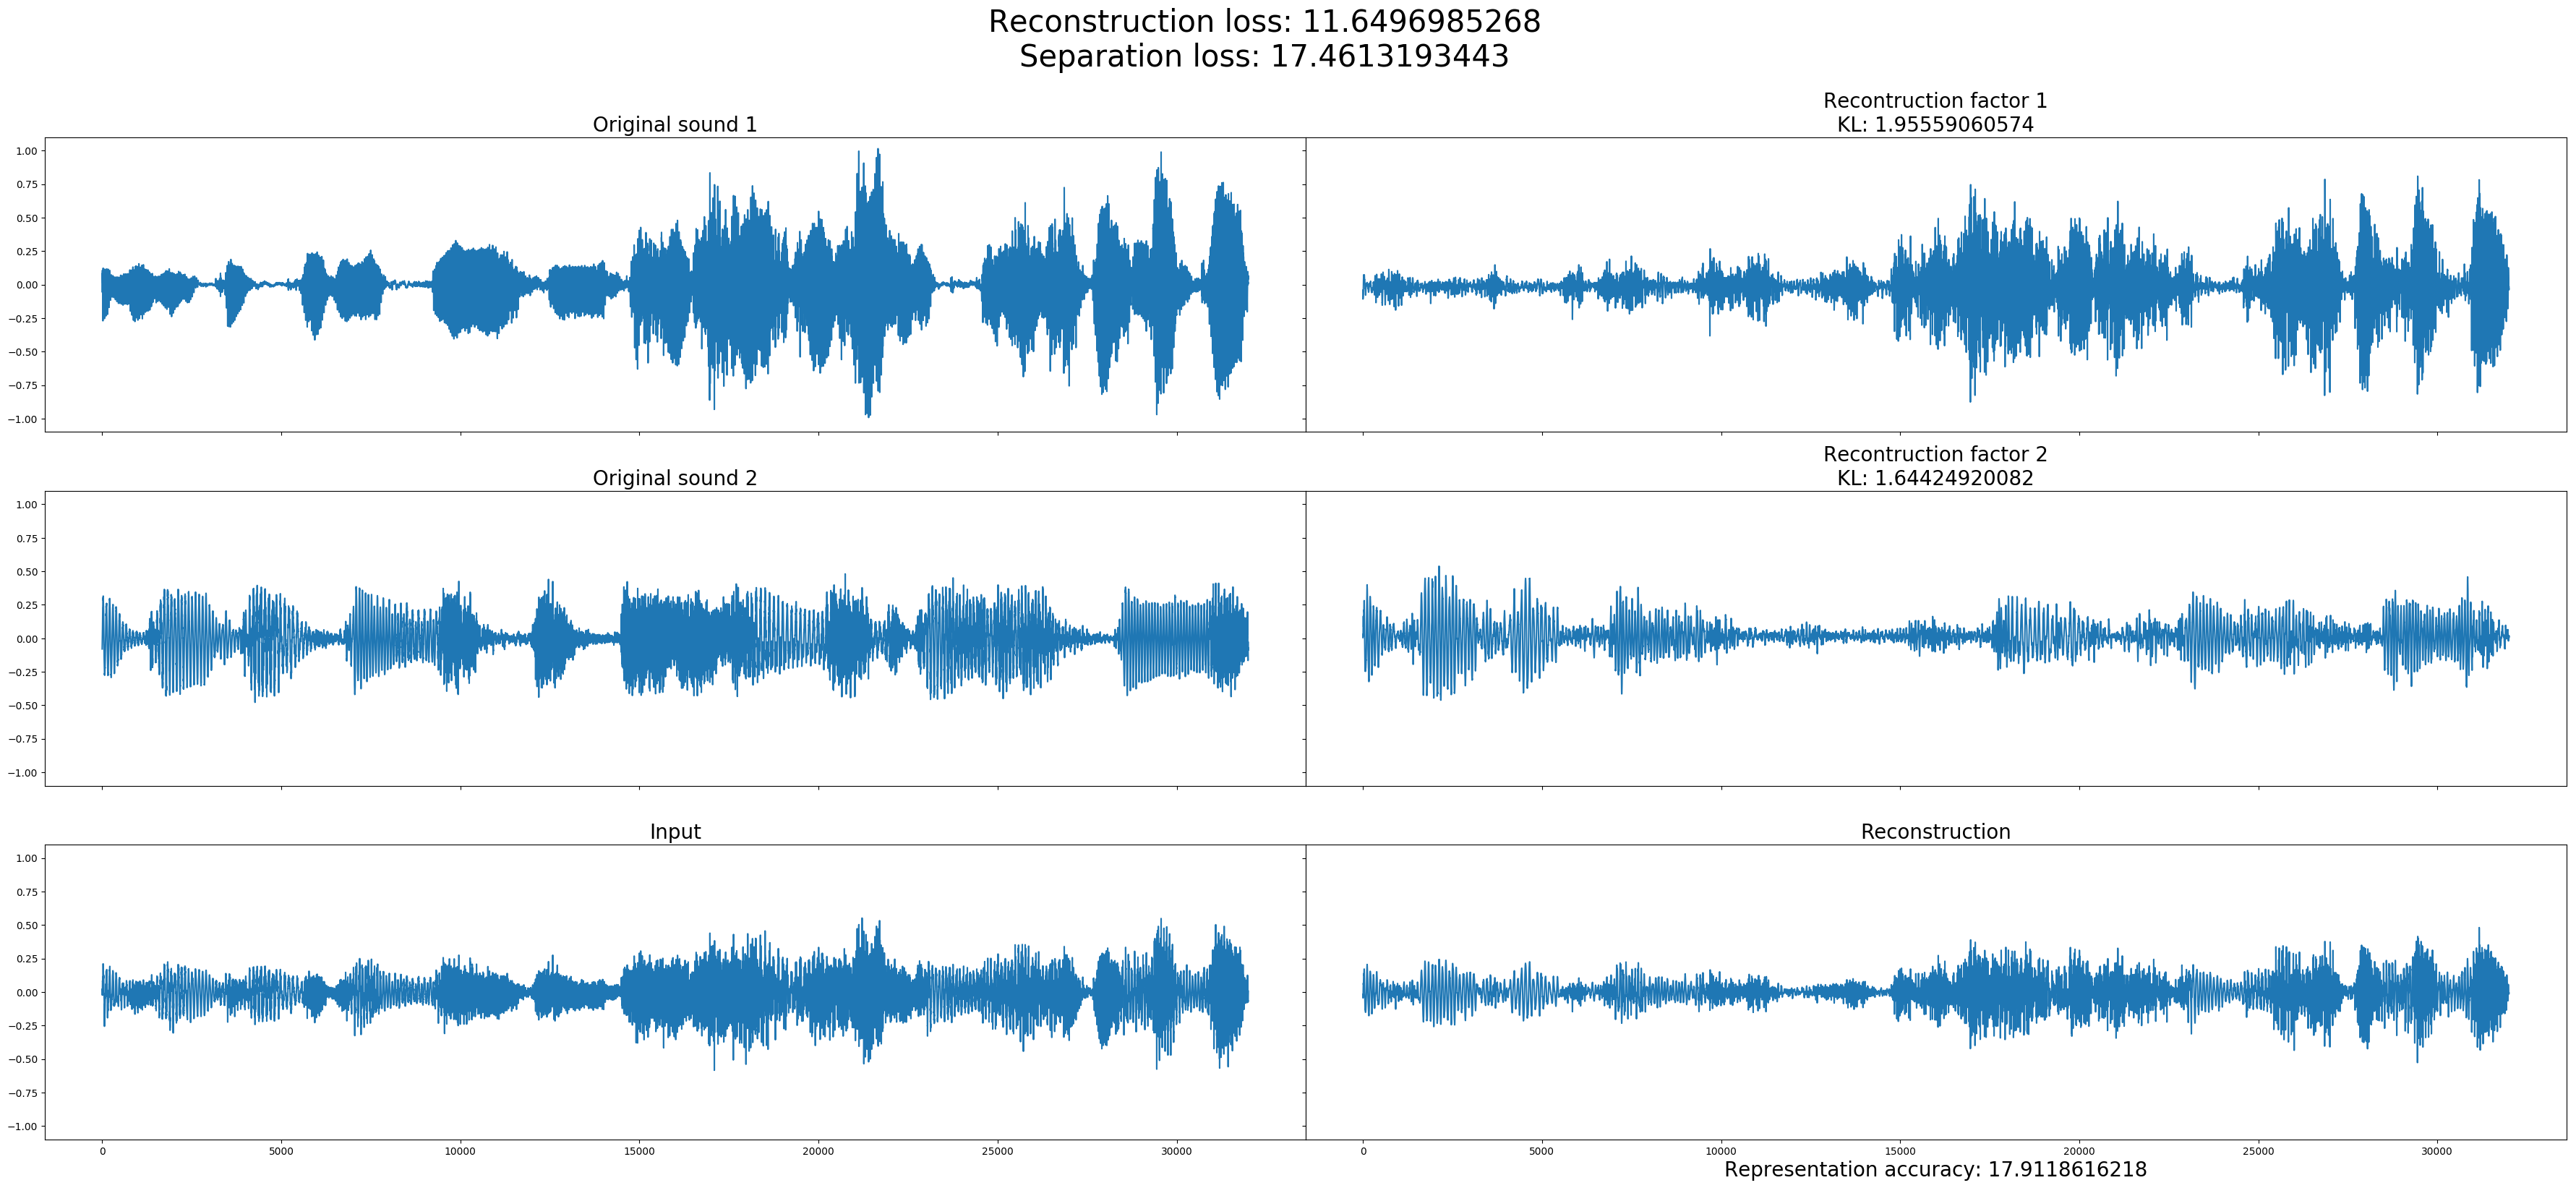 Reconstruction loss: 11.6496985268
Separation loss: 17.4613193443
Original sound 1
Recontruction factor 1
KL: 1.95559060574
1.00
0.75
0.50
0.25
0.00
−0.25
−0.50
−0.75
−1.00
Original sound 2
Recontruction factor 2
KL: 1.64424920082
1.00
0.75
0.50
0.25
0.00
−0.25
−0.50
−0.75
−1.00
Input
Reconstruction
1.00
0.75
0.50
0.25
0.00
−0.25
−0.50
−0.75
−1.00
0 5000 10000 15000 20000 25000 30000
0 5000 10000 15000 20000 25000 30000
Representation accuracy: 17.9118616218